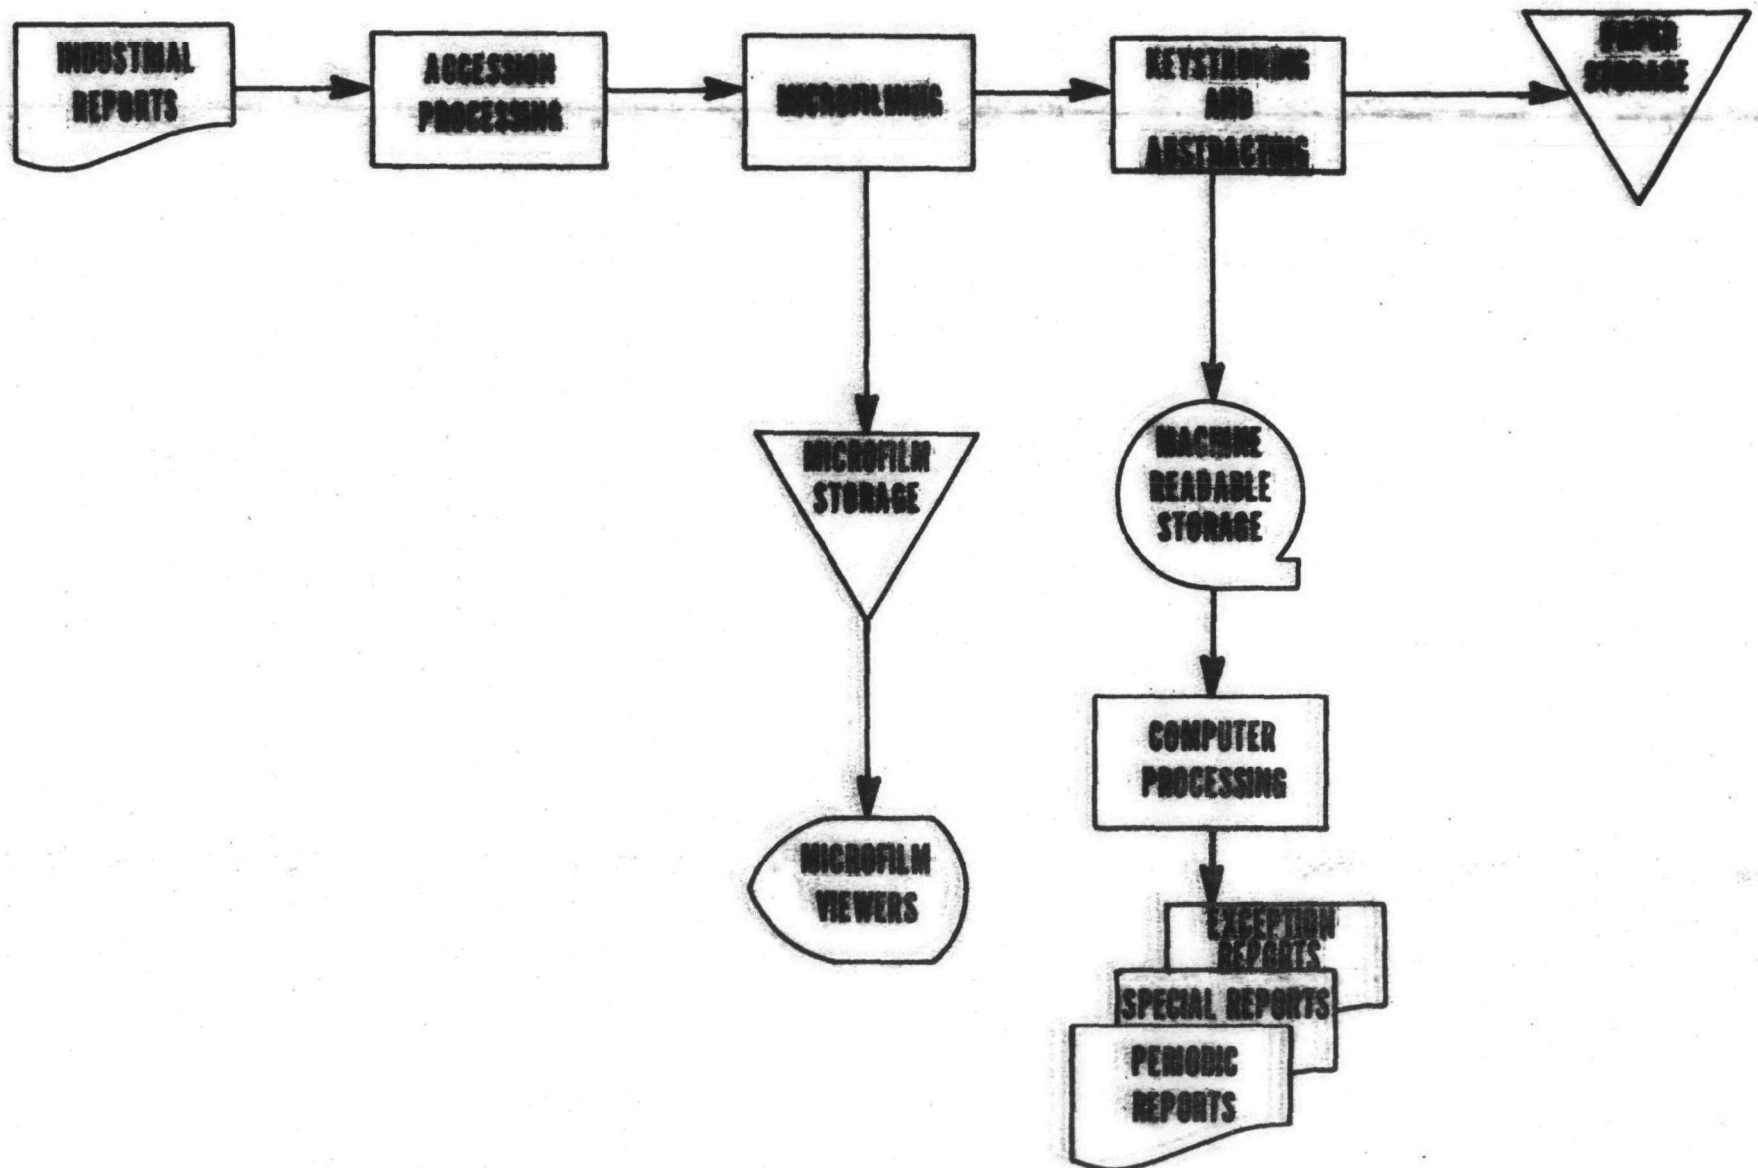 INDUSTRIAL
REPORTS
ACCESSION
PROCESSING
MICROFILMING
KEYSTROKING
AND
ABSTRACTING
PAPER
STORAGE
MICROFILM
STORAGE
MACHINE
READABLE
STORAGE
COMPUTER
PROCESSING
MICROFILM
VIEWERS
EXCEPTION
REPORTS
SPECIAL REPORTS
PERIODIC
REPORTS